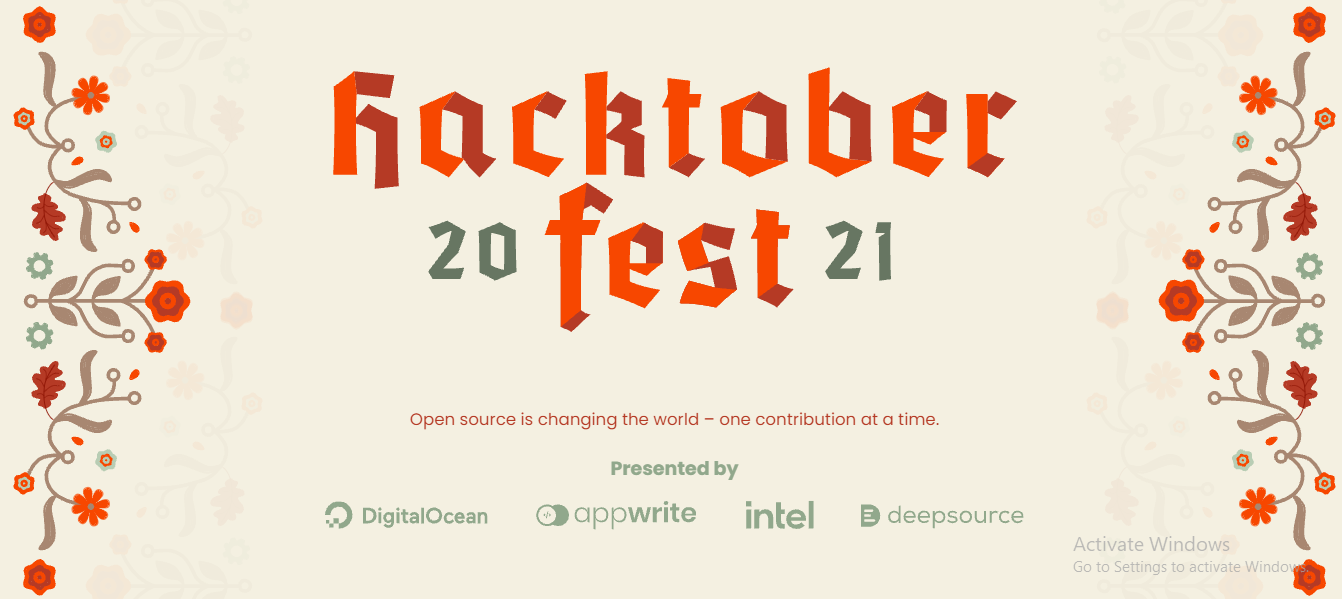 hacktober
20 fest 21
Open source is changing the world – one contribution at a time.
Presented by
DigitalOcean appwrite intel deepsource
Activate Windows
Go to Settings to activate Windows.